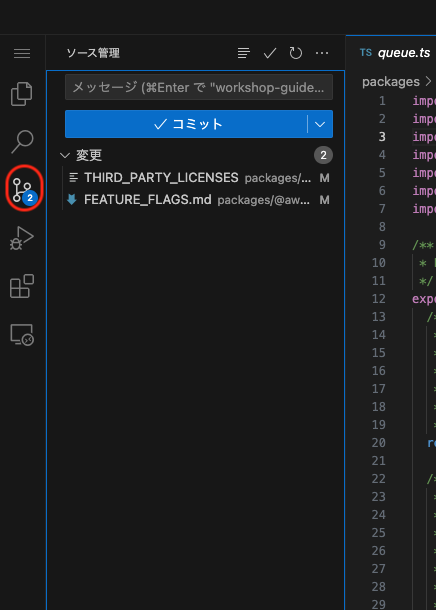 ソース管理
TS queue.ts
メッセージ (⌘Enter で "workshop-guide...
packages >
✓ コミット
変更 2
THIRD_PARTY_LICENSES packages/... M
FEATURE_FLAGS.md packages/@aw... M
2
1 impo
2 impo
3 impo
4 impo
5 impo
6 impo
7 impo
8
9 /**
10 *
11 */
12 expo
13 /*
14 *
15 *
16 *
17 *
18 *
19 *
20 re
21
22 /*
23 *
24 *
25 *
26 *
27 *
28 *
29 *